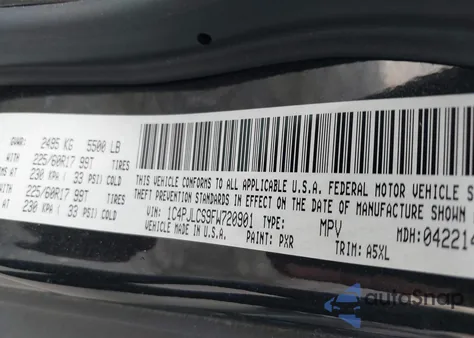 GVWR: 2495 KG 5500 LB
WITH TIRES
225/60R17 99T
AT COLD
230 KPA ( 33 PSI)
WITH TIRES
225/60R17 99T
AT COLD
230 KPA ( 33 PSI)
THIS VEHICLE CONFORMS TO ALL APPLICABLE U.S.A. FEDERAL MOTOR VEHICLE S
THEFT PREVENTION STANDARDS IN EFFECT ON THE DATE OF MANUFACTURE SHOWN
VIN: 1C4PJLCS9FW720901 TYPE: MPV MDH: 042214
VEHICLE MADE IN U.S.A. PAINT: PXR TRIM: A5XL
autoSnap